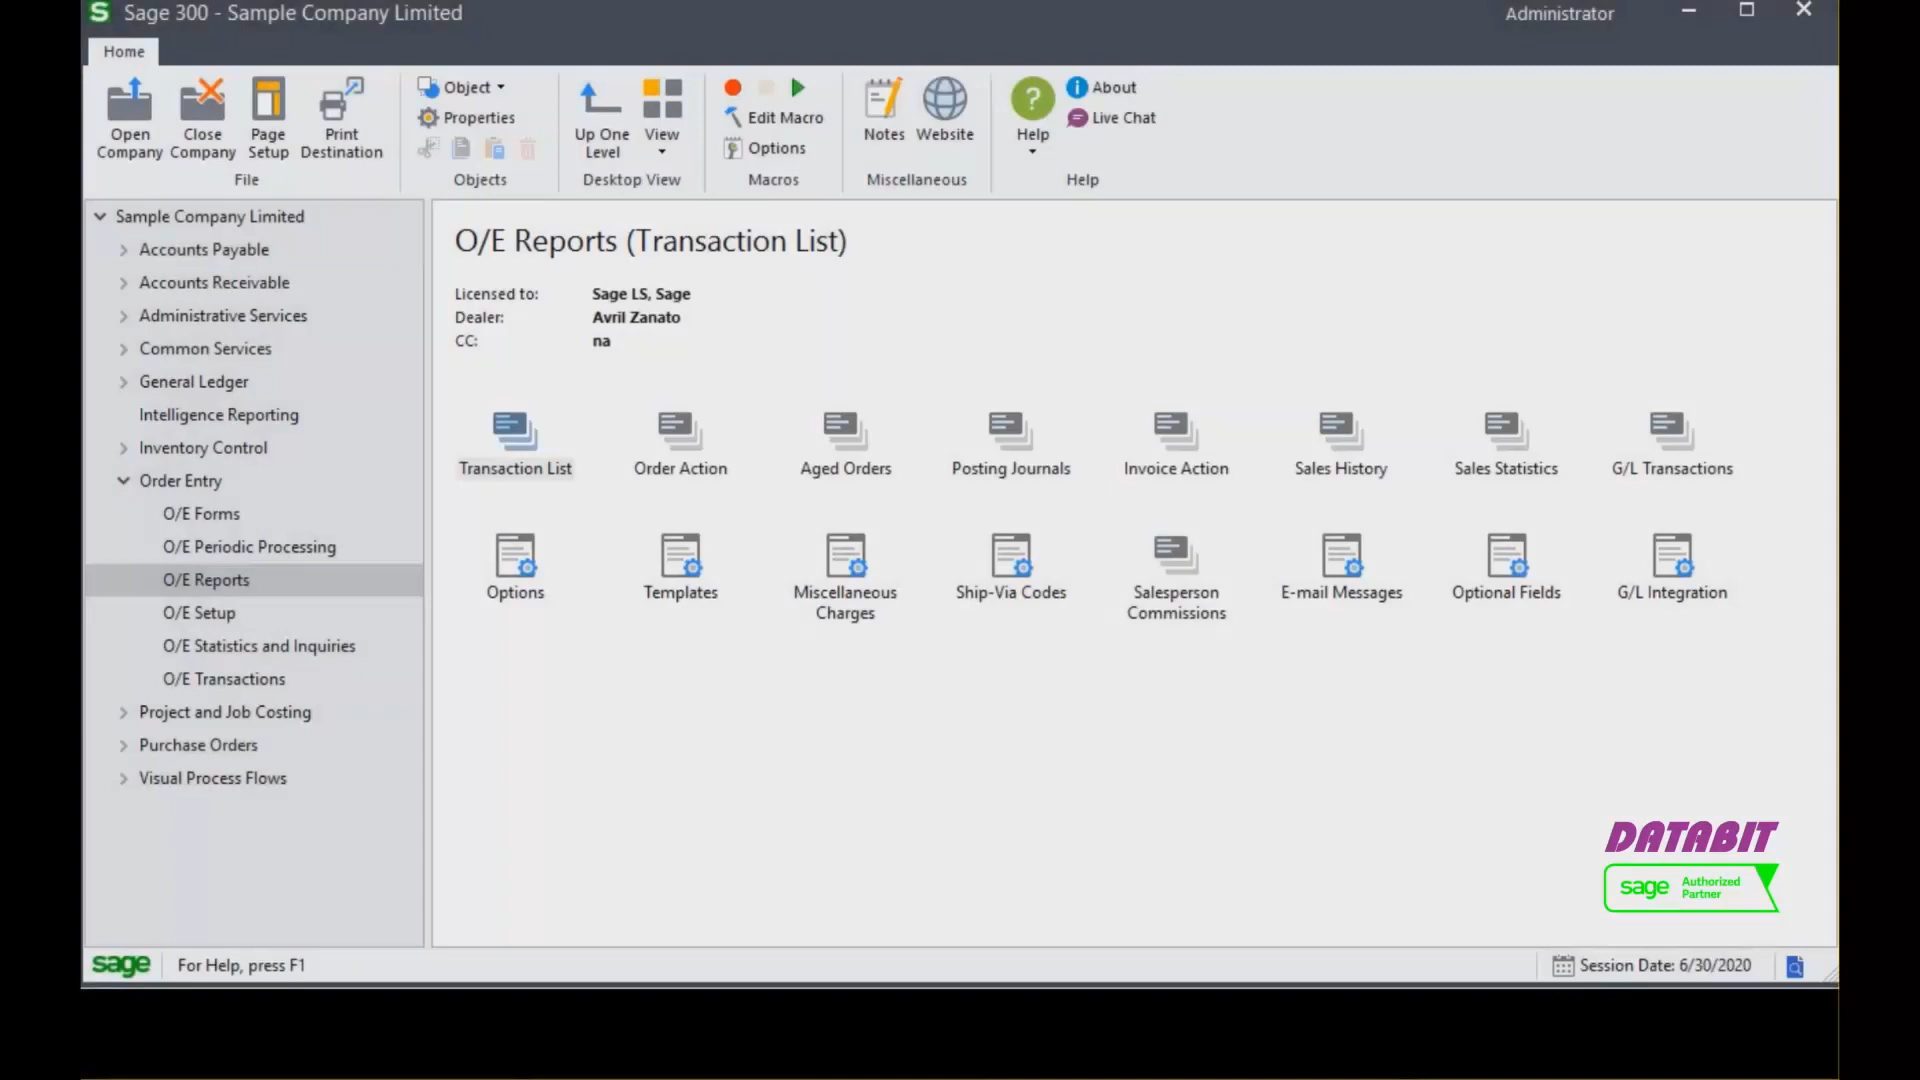 Sage 300 - Sample Company Limited
Administrator
Home
Open Company
Close Company
Page Setup
Print Destination
File
Object
Properties
Objects
Up One Level
View
Desktop View
Edit Macro
Options
Macros
Notes
Website
Miscellaneous
Help
About
Live Chat
Help
Sample Company Limited
Accounts Payable
Accounts Receivable
Administrative Services
Common Services
General Ledger
Intelligence Reporting
Inventory Control
Order Entry
O/E Forms
O/E Periodic Processing
O/E Reports
O/E Setup
O/E Statistics and Inquiries
O/E Transactions
Project and Job Costing
Purchase Orders
Visual Process Flows
O/E Reports (Transaction List)
Licensed to: Sage LS, Sage
Dealer: Avril Zanato
CC: na
Transaction List
Order Action
Aged Orders
Posting Journals
Invoice Action
Sales History
Sales Statistics
G/L Transactions
Options
Templates
Miscellaneous Charges
Ship-Via Codes
Salesperson Commissions
E-mail Messages
Optional Fields
G/L Integration
DATABIT
sage Authorized Partner
sage
For Help, press F1
Session Date: 6/30/2020